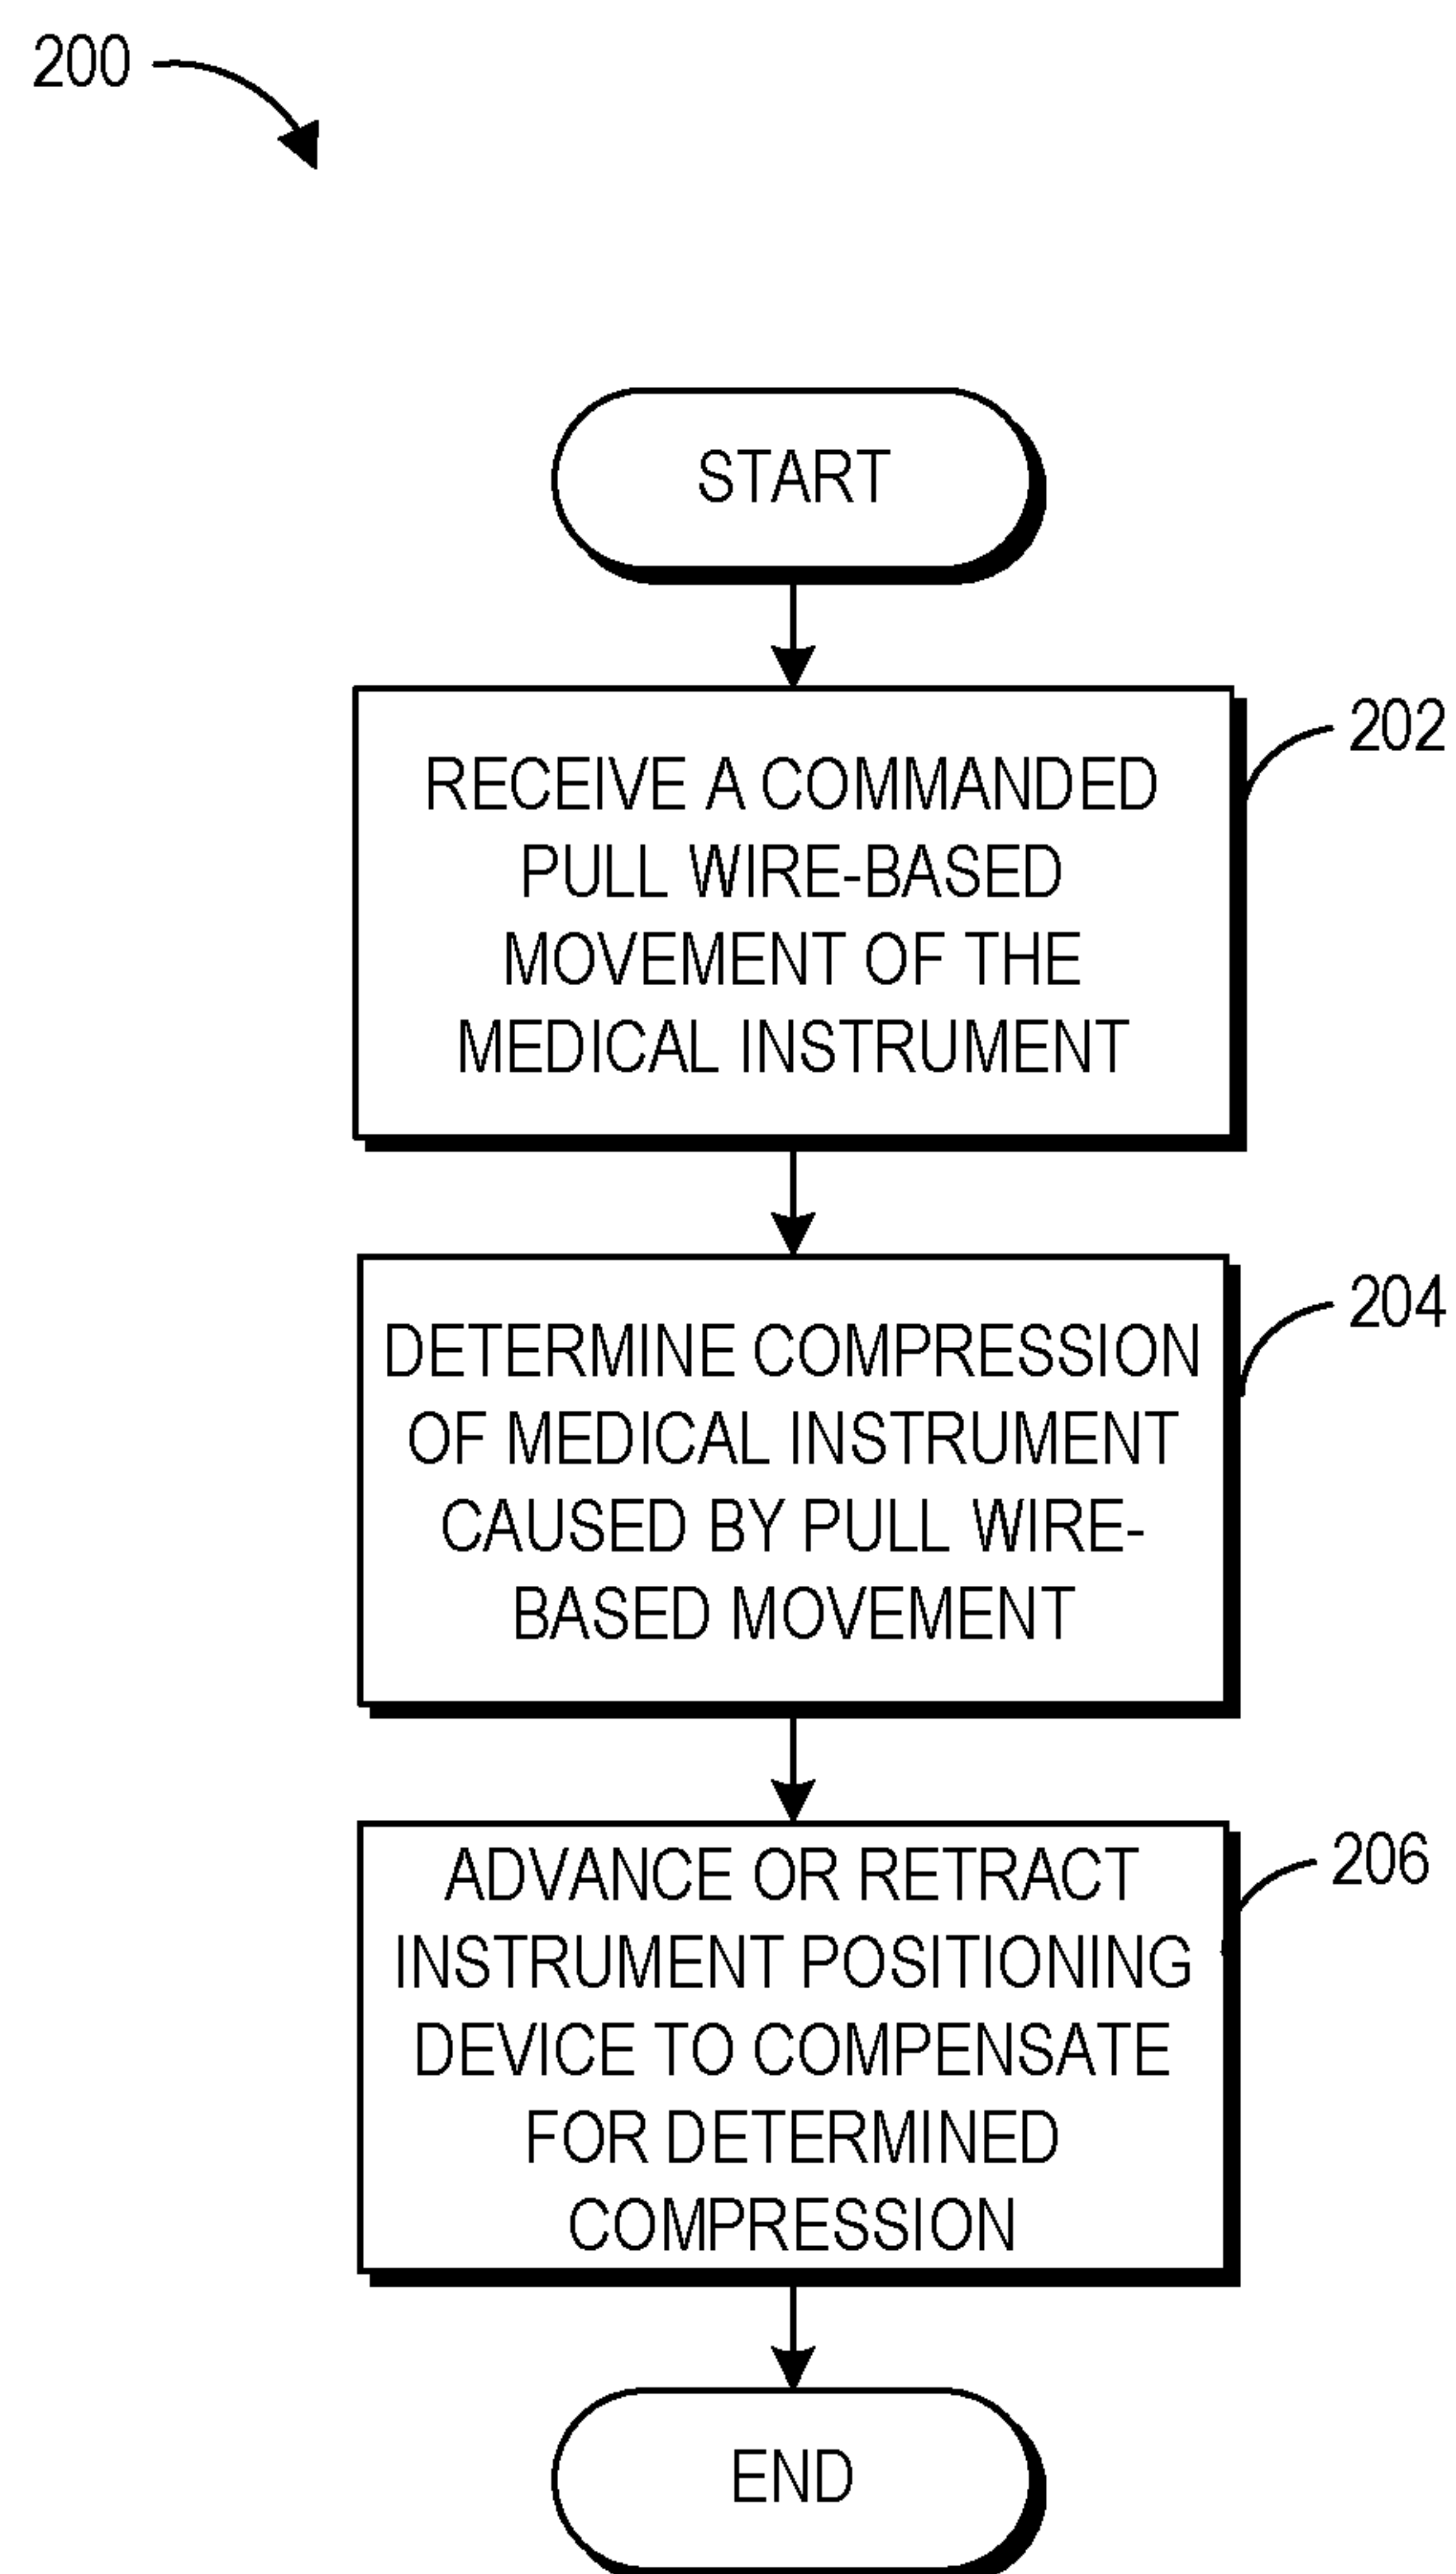 200
START
RECEIVE A COMMANDED
PULL WIRE-BASED
MOVEMENT OF THE
MEDICAL INSTRUMENT
202
DETERMINE COMPRESSION
OF MEDICAL INSTRUMENT
CAUSED BY PULL WIRE-
BASED MOVEMENT
204
ADVANCE OR RETRACT
INSTRUMENT POSITIONING
DEVICE TO COMPENSATE
FOR DETERMINED
COMPRESSION
206
END